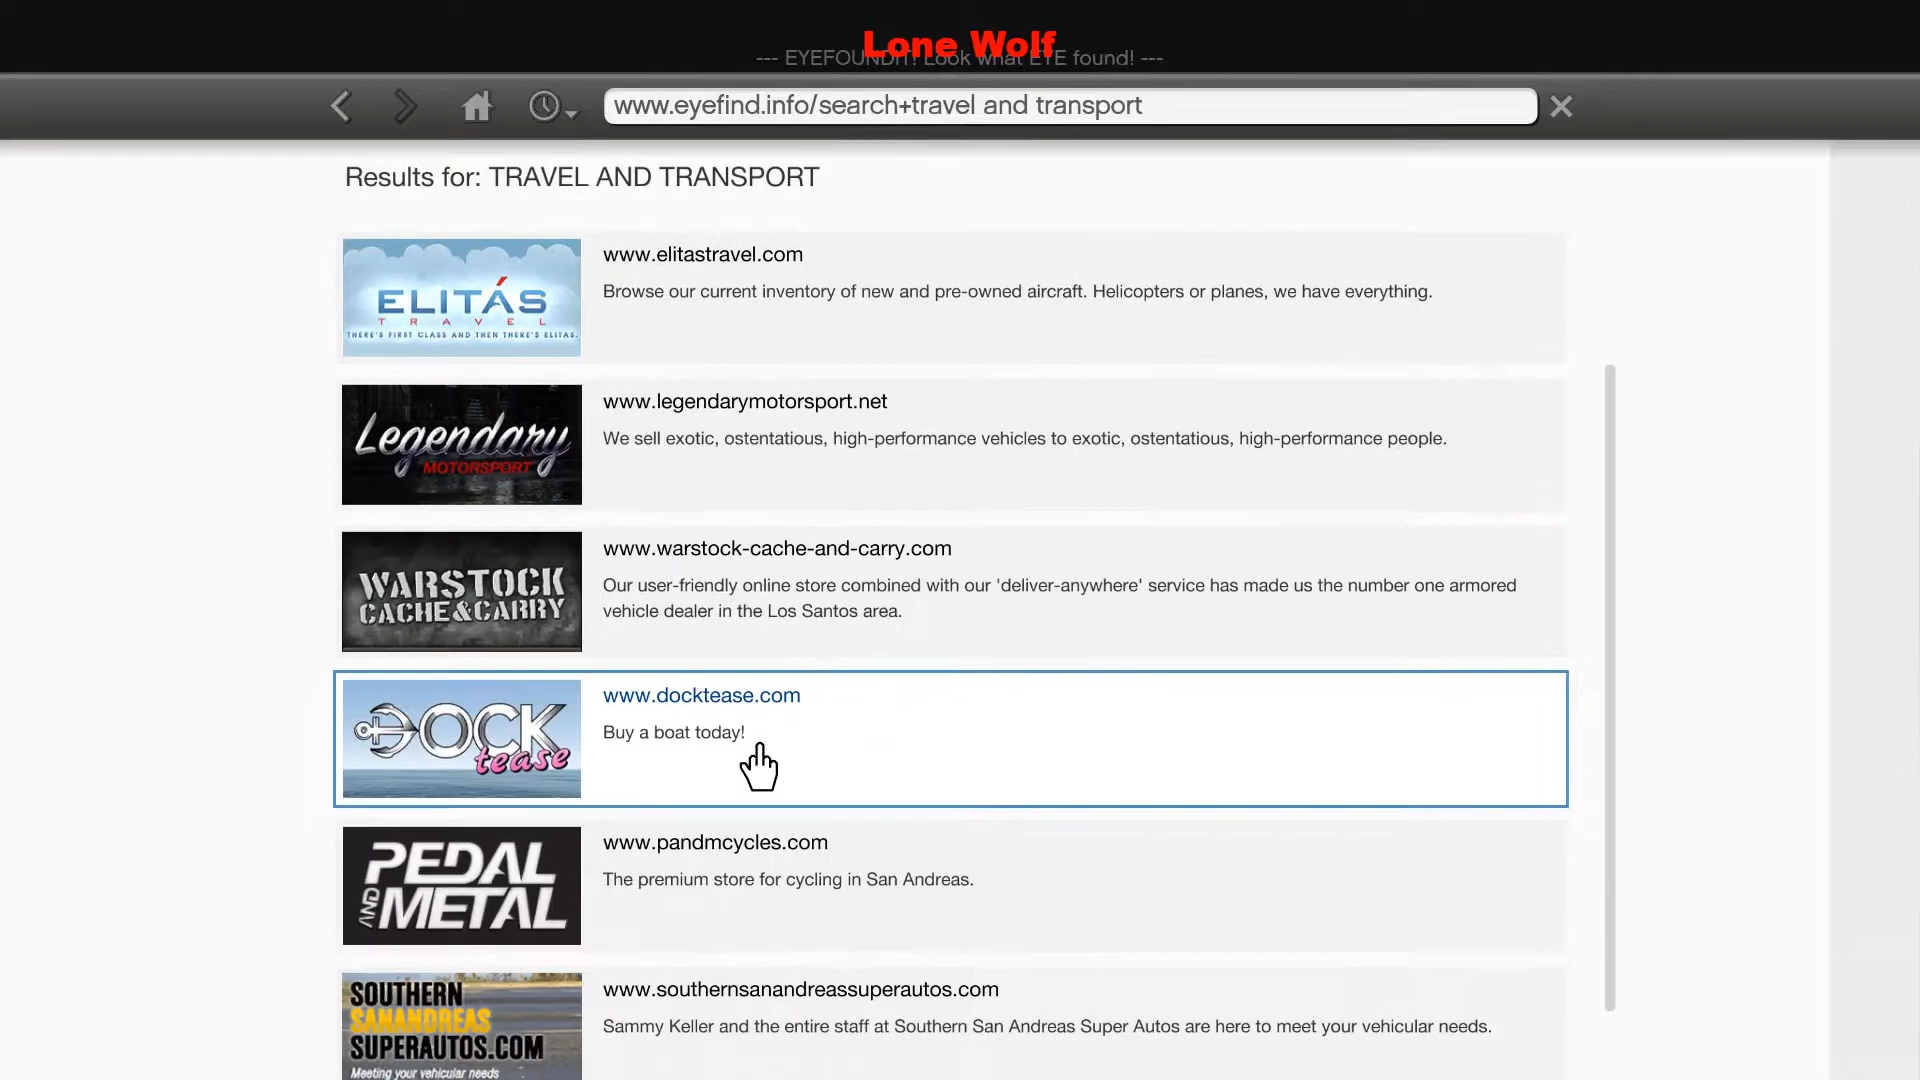 Lone Wolf
--- EYEFOUNDIT! Look what EYE found! ---
www.eyefind.info/search+travel and transport
Results for: TRAVEL AND TRANSPORT
ELITÁS
TRAVEL
THERE'S FIRST CLASS AND THEN THERE'S ELITAS.
www.elitastravel.com
Browse our current inventory of new and pre-owned aircraft. Helicopters or planes, we have everything.
Legendary
MOTORSPORT
www.legendarymotorsport.net
We sell exotic, ostentatious, high-performance vehicles to exotic, ostentatious, high-performance people.
WARSTOCK
CACHE&CARRY
www.warstock-cache-and-carry.com
Our user-friendly online store combined with our 'deliver-anywhere' service has made us the number one armored
vehicle dealer in the Los Santos area.
DOCK
tease
www.docktease.com
Buy a boat today!
PEDAL
AND METAL
www.pandmcycles.com
The premium store for cycling in San Andreas.
SOUTHERN
SANANDREAS
SUPERAUTOS.COM
Meeting your vehicular needs
www.southernsanandreassuperautos.com
Sammy Keller and the entire staff at Southern San Andreas Super Autos are here to meet your vehicular needs.